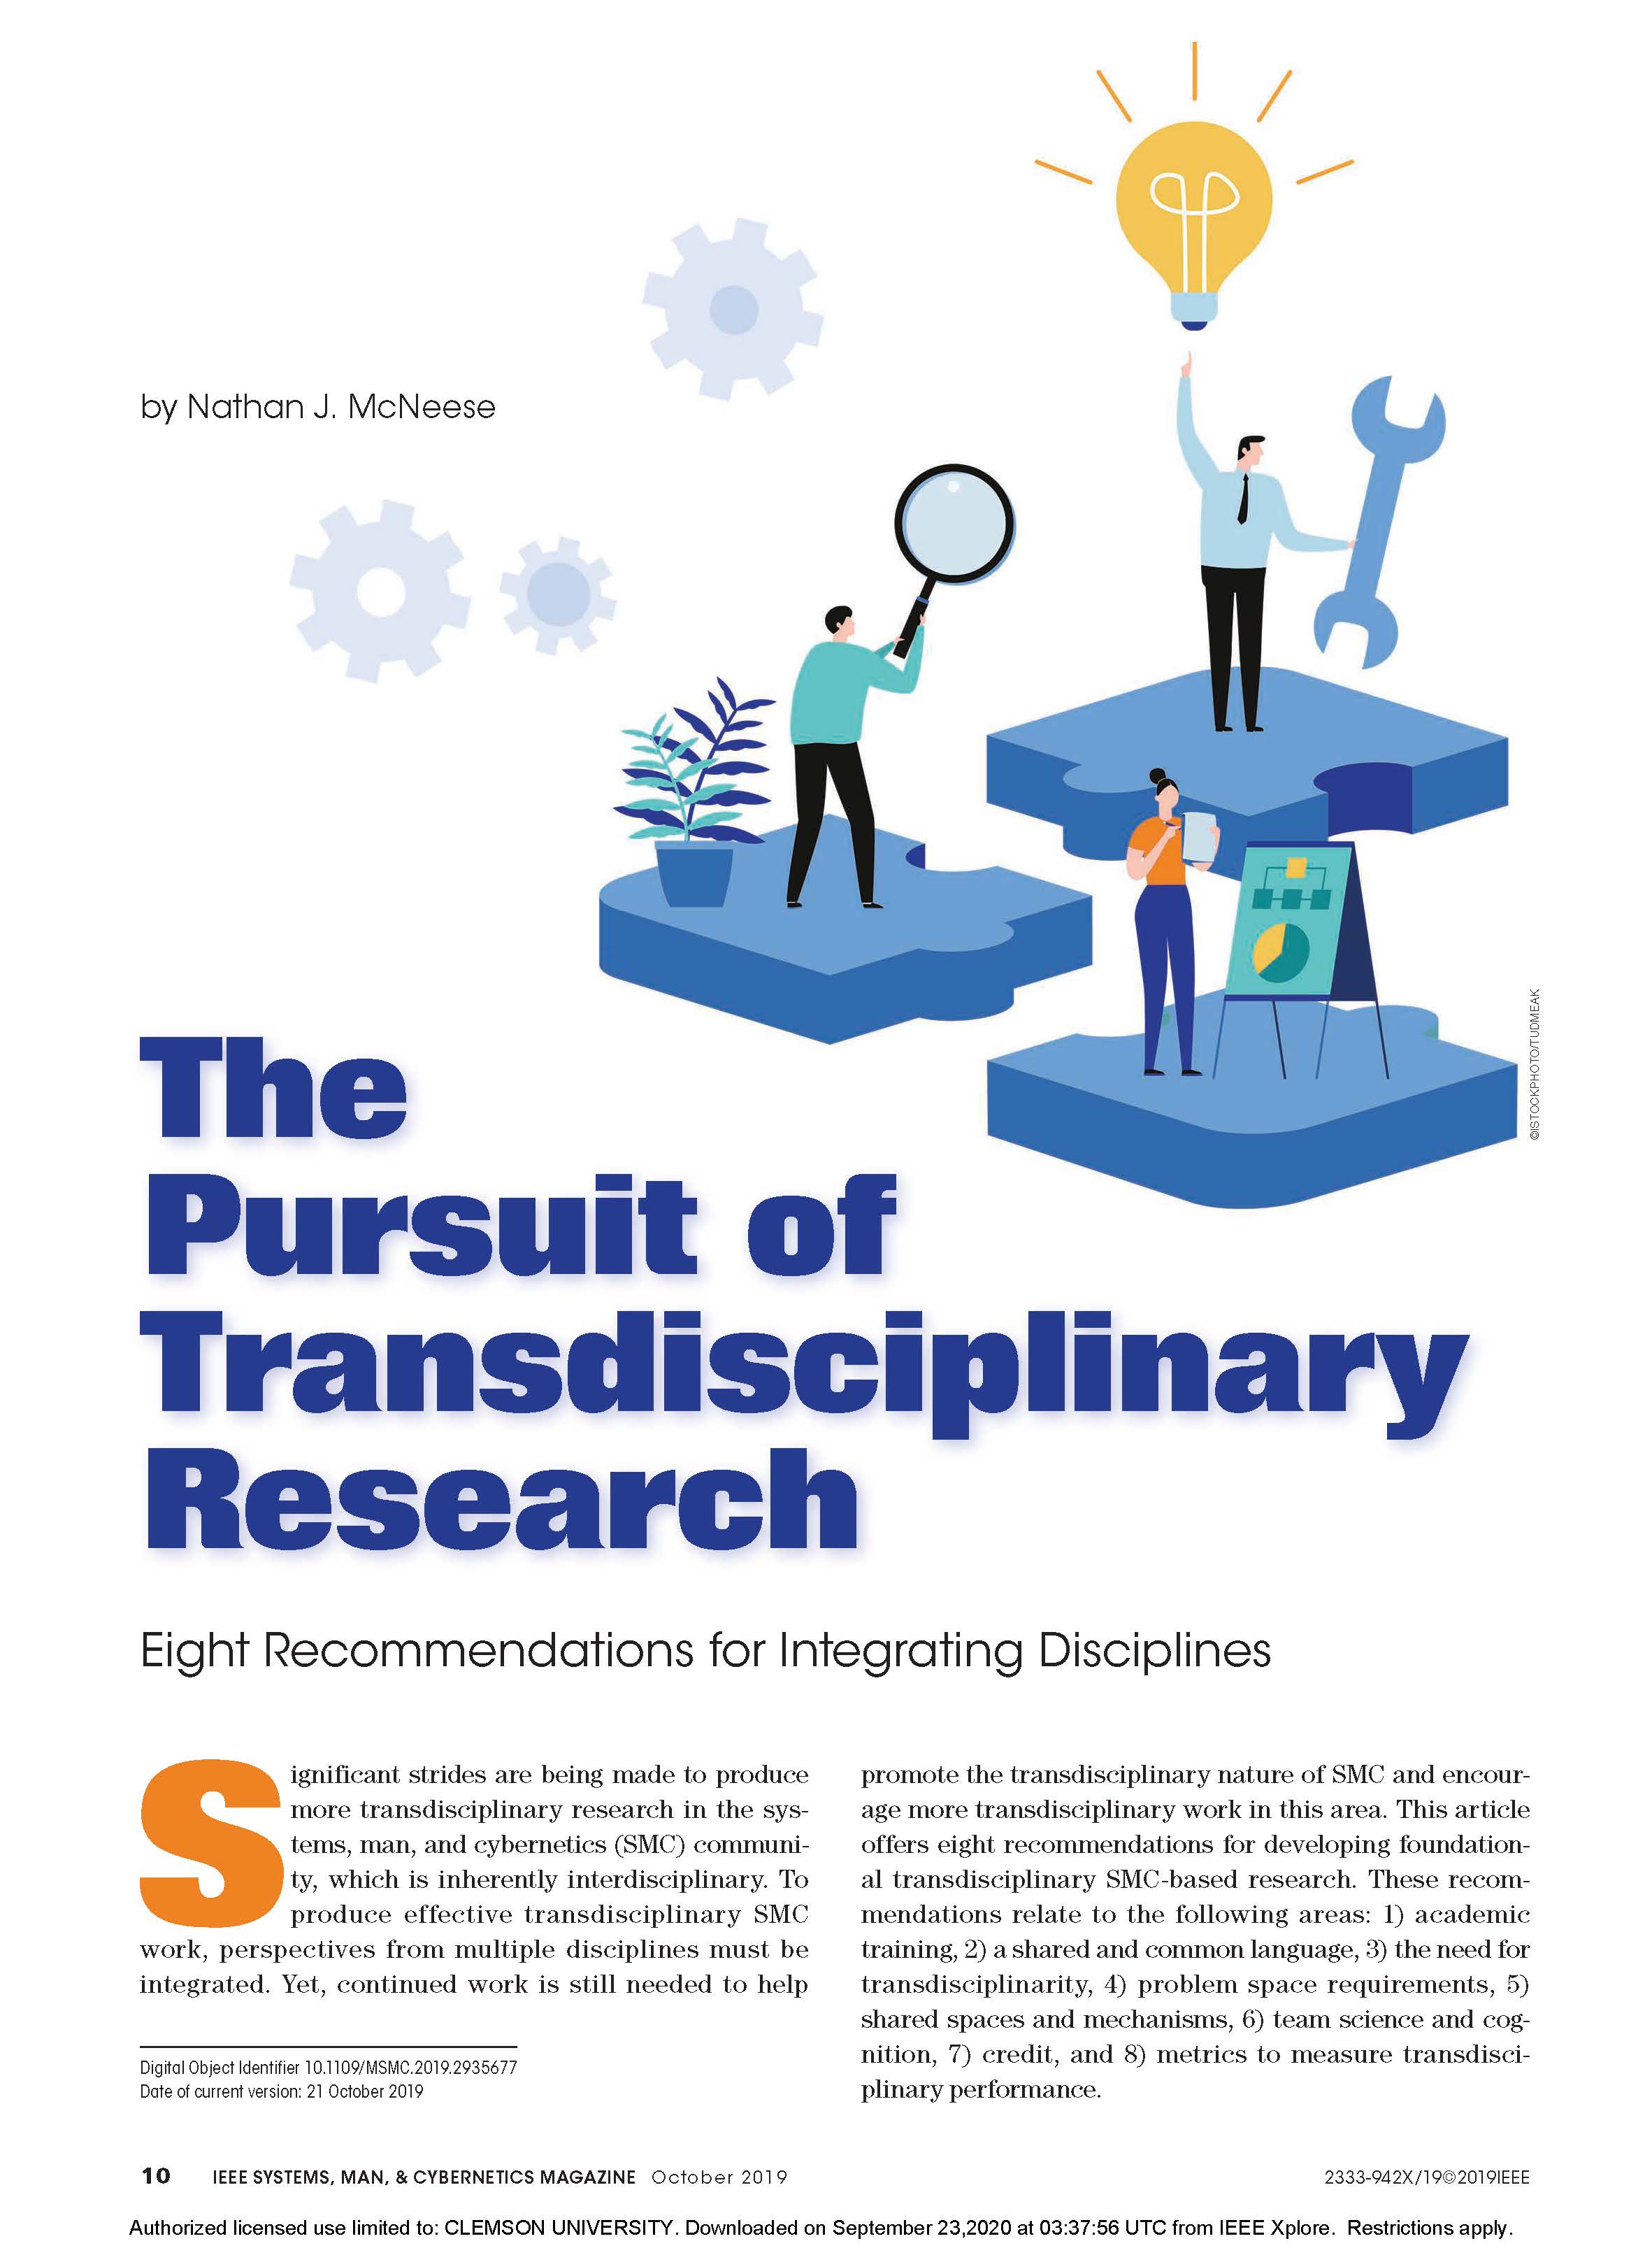 by Nathan J. McNeese
©ISTOCKPHOTO/TUDMEAK
The
Pursuit of
Transdisciplinary
Research
Eight Recommendations for Integrating Disciplines
Significant strides are being made to produce
more transdisciplinary research in the sys-
tems, man, and cybernetics (SMC) communi-
ty, which is inherently interdisciplinary. To
produce effective transdisciplinary SMC
work, perspectives from multiple disciplines must be
integrated. Yet, continued work is still needed to help
promote the transdisciplinary nature of SMC and encour-
age more transdisciplinary work in this area. This article
offers eight recommendations for developing foundation-
al transdisciplinary SMC-based research. These recom-
mendations relate to the following areas: 1) academic
training, 2) a shared and common language, 3) the need for
transdisciplinarity, 4) problem space requirements, 5)
shared spaces and mechanisms, 6) team science and cog-
nition, 7) credit, and 8) metrics to measure transdisci-
plinary performance.
Digital Object Identifier 10.1109/MSMC.2019.2935677
Date of current version: 21 October 2019
10 IEEE SYSTEMS, MAN, & CYBERNETICS MAGAZINE October 2019
2333-942X/19©2019IEEE
Authorized licensed use limited to: CLEMSON UNIVERSITY. Downloaded on September 23,2020 at 03:37:56 UTC from IEEE Xplore. Restrictions apply.